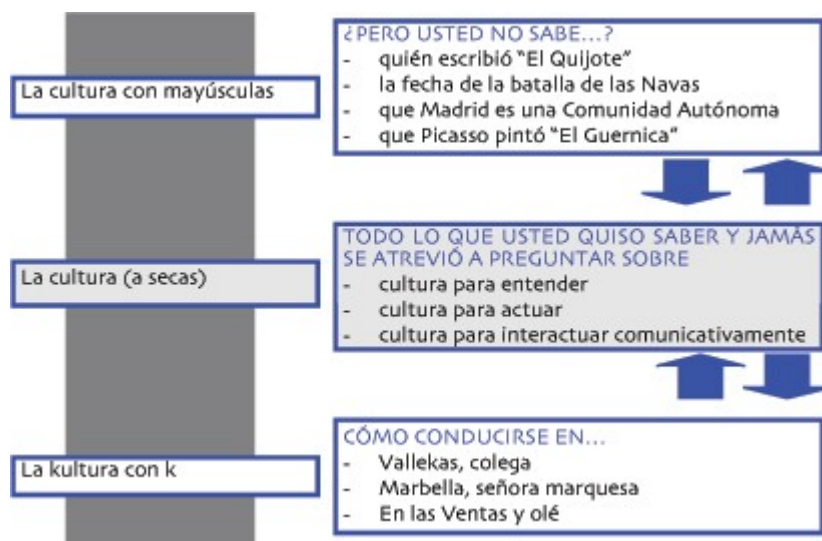 La cultura con mayúsculas
¿PERO USTED NO SABE...?
- quién escribió “El Quijote”
- la fecha de la batalla de las Navas
- que Madrid es una Comunidad Autónoma
- que Picasso pintó “El Guernica”
La cultura (a secas)
TODO LO QUE USTED QUISO SABER Y JAMÁS
SE ATREVIÓ A PREGUNTAR SOBRE
- cultura para entender
- cultura para actuar
- cultura para interactuar comunicativamente
La kultura con k
CÓMO CONDUCIRSE EN...
- Vallekas, colega
- Marbella, señora marquesa
- En las Ventas y olé